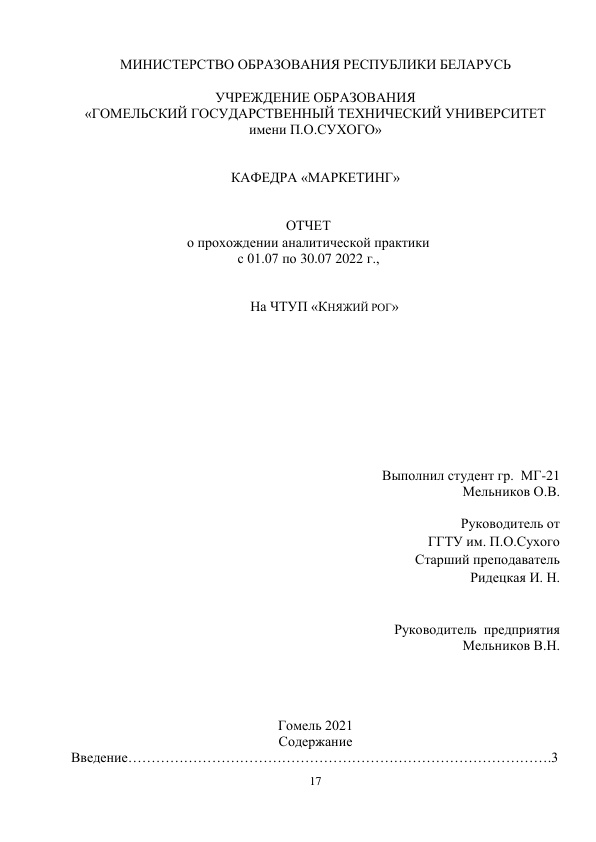 МИНИСТЕРСТВО ОБРАЗОВАНИЯ РЕСПУБЛИКИ БЕЛАРУСЬ
УЧРЕЖДЕНИЕ ОБРАЗОВАНИЯ
«ГОМЕЛЬСКИЙ ГОСУДАРСТВЕННЫЙ ТЕХНИЧЕСКИЙ УНИВЕРСИТЕТ
имени П.О.СУХОГО»
КАФЕДРА «МАРКЕТИНГ»
ОТЧЕТ
о прохождении аналитической практики
с 01.07 по 30.07 2022 г.,
На ЧТУП «Княжий рог»
Выполнил студент гр.  МГ-21
Мельников О.В.
Руководитель от
ГГТУ им. П.О.Сухого
Старший преподаватель
Ридецкая И. Н.
Руководитель  предприятия
Мельников В.Н.
Гомель 2021
Содержание
Введение……………………………………………………………………………….3
17